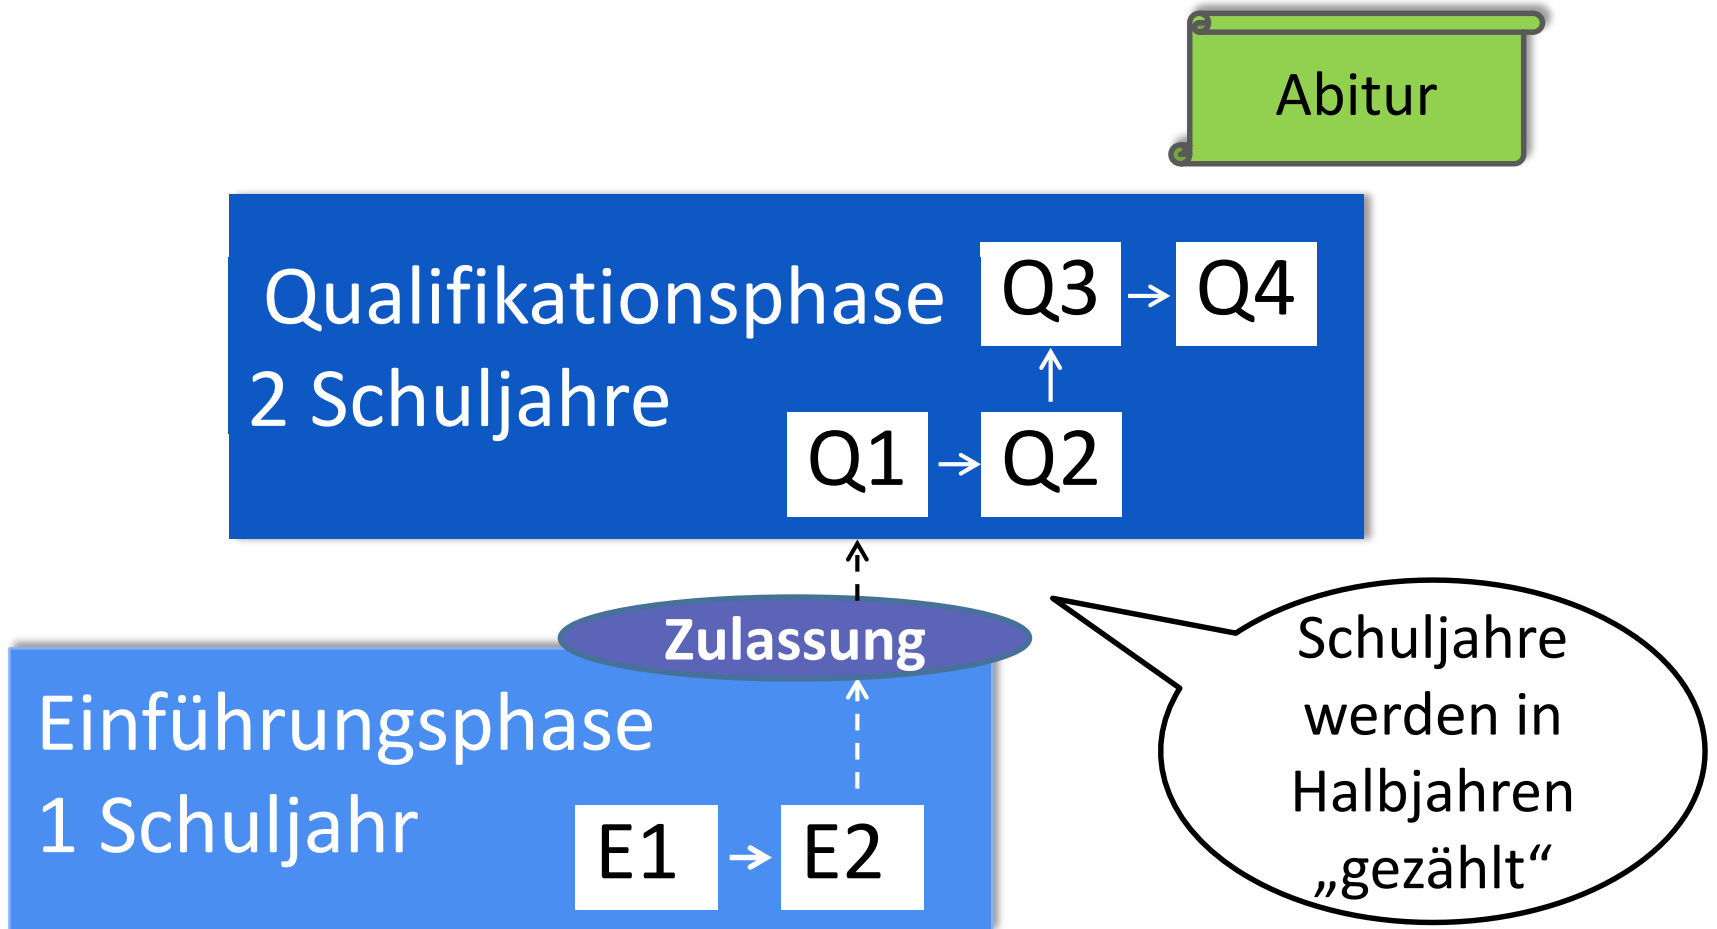 Abitur
Qualifikationsphase
2 Schuljahre
Q3
Q4
Q1
Q2
Zulassung
Einführungsphase
1 Schuljahr
E1
E2
Schuljahre
werden in
Halbjahren
„gezählt“